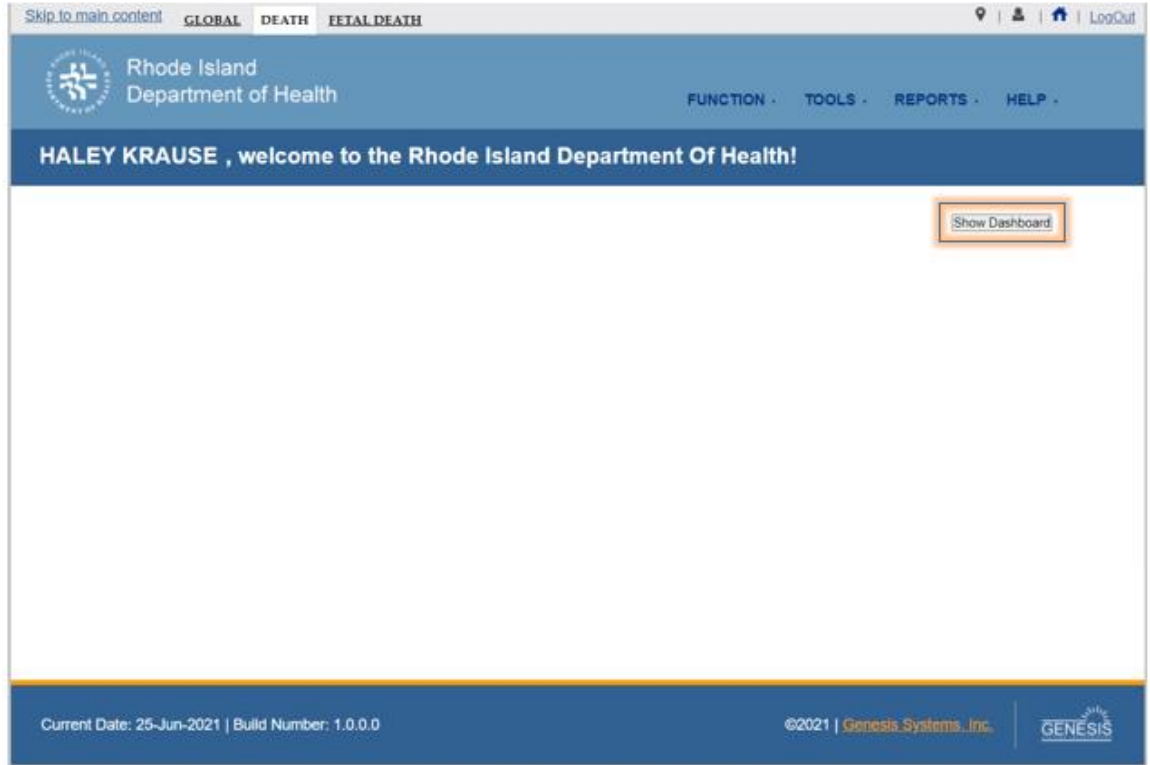 Skip to main content GLOBAL DEATH FETAL DEATH | | | LogOut
Rhode Island
Department of Health
FUNCTION TOOLS REPORTS HELP
HALEY KRAUSE , welcome to the Rhode Island Department Of Health!
Show Dashboard
Current Date: 25-Jun-2021 | Build Number: 1.0.0.0 ©2021 | Genesis Systems, Inc. GENESIS